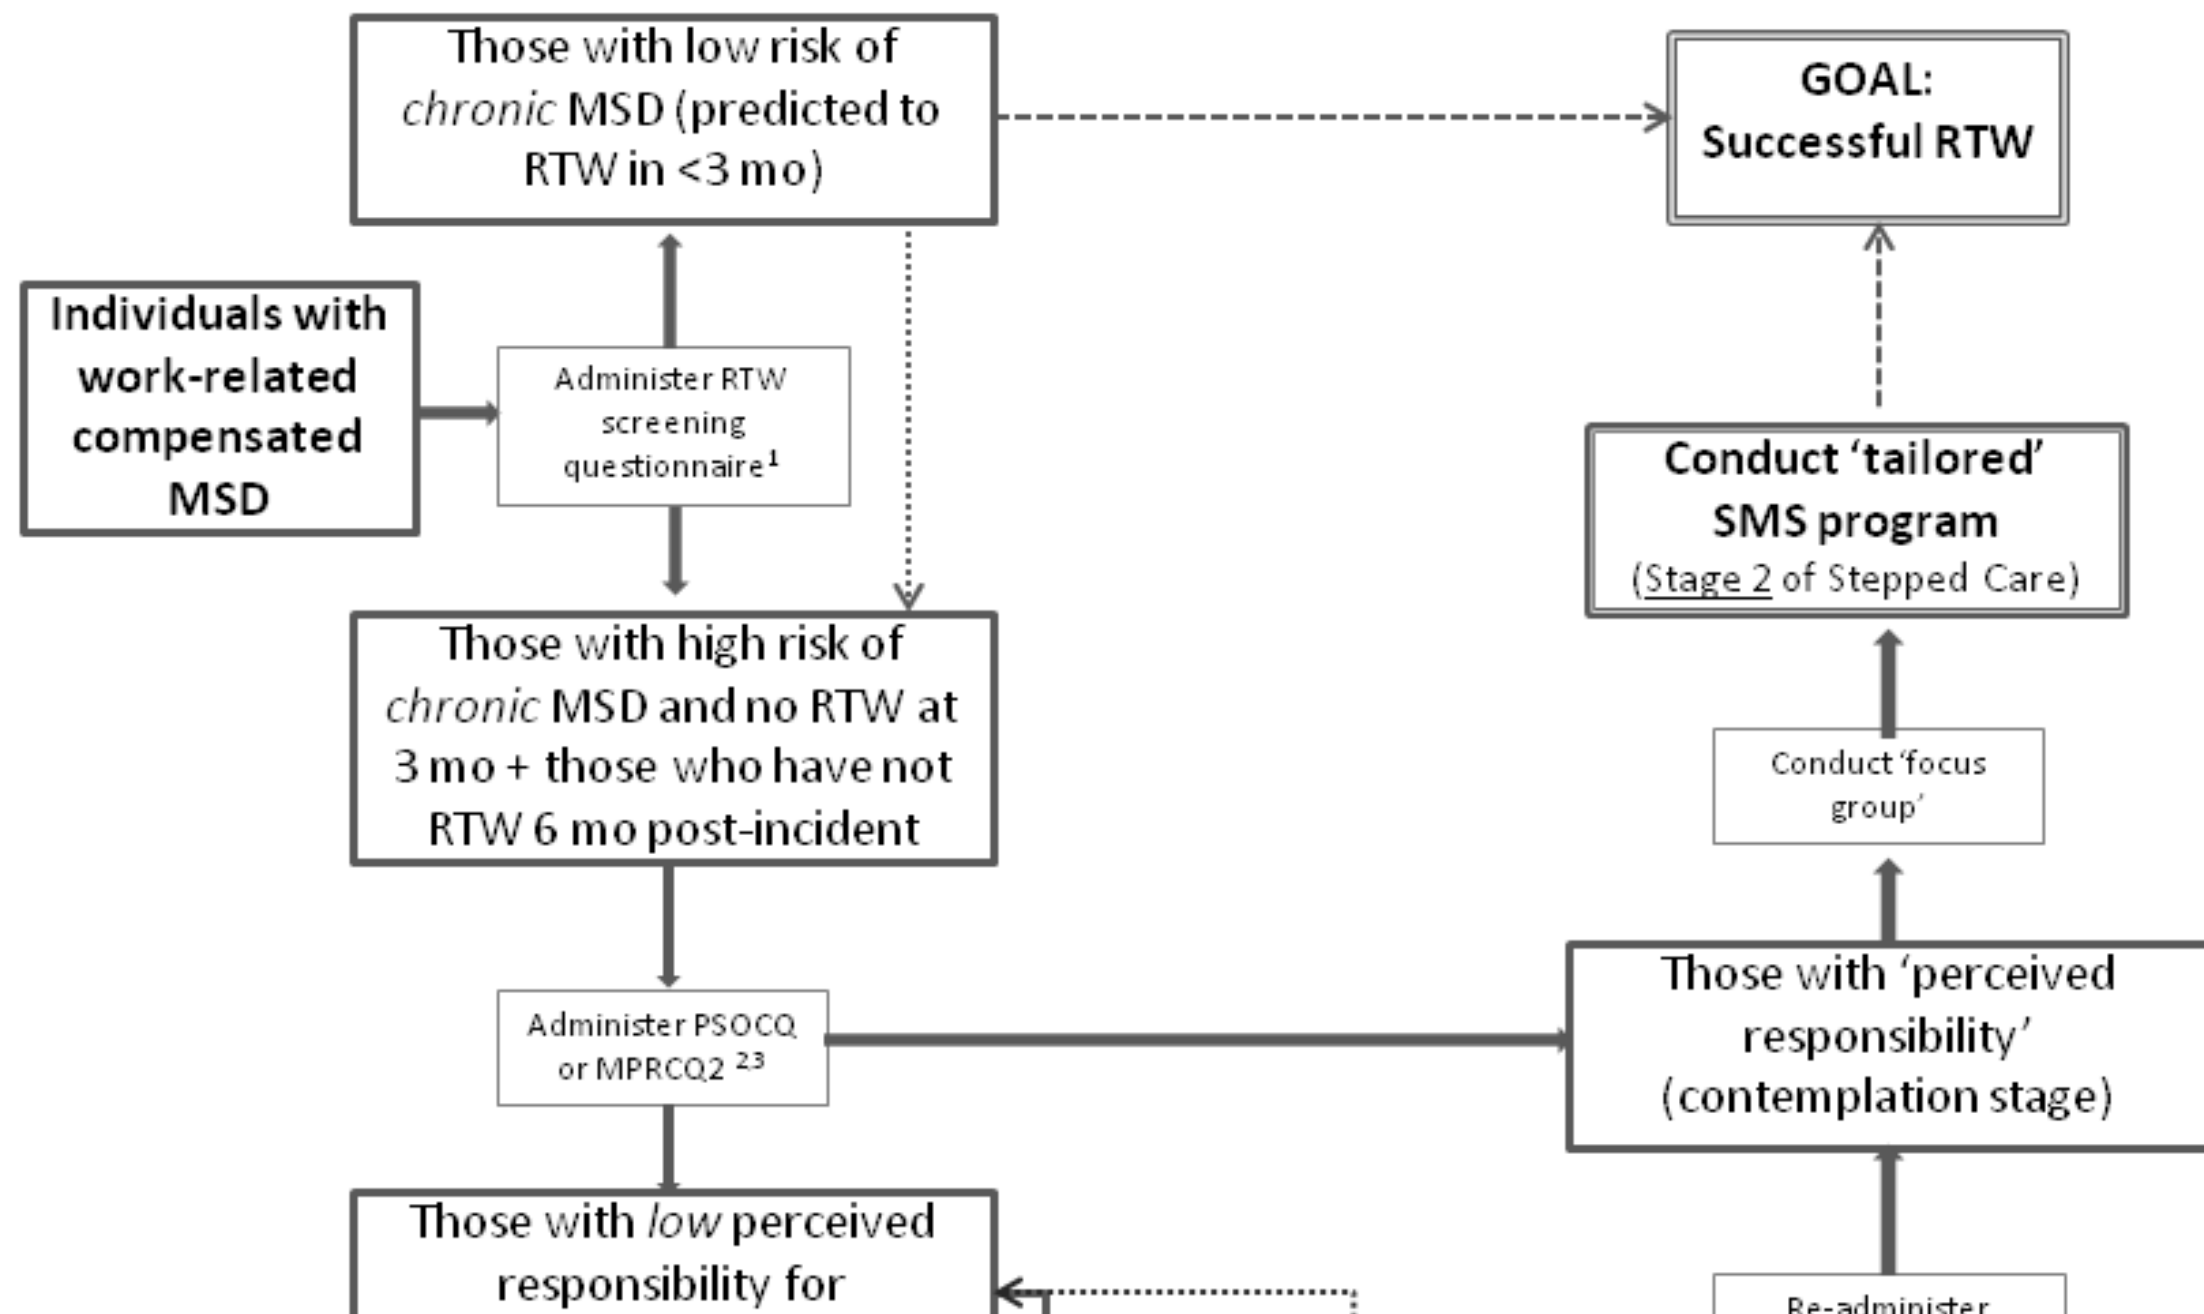 Those with low risk of
chronic MSD (predicted to
RTW in <3 mo)
GOAL:
Successful RTW
Individuals with
work-related
compensated
MSD
Administer RTW
screening
questionnaire¹
Conduct ‘tailored’
SMS program
(Stage 2 of Stepped Care)
Those with high risk of
chronic MSD and no RTW at
3 mo + those who have not
RTW 6 mo post-incident
Conduct ‘focus
group’
Those with ‘perceived
responsibility’
(contemplation stage)
Administer PSOCQ
or MPRCQ2 ²,³
Those with low perceived
responsibility for
Re-administer